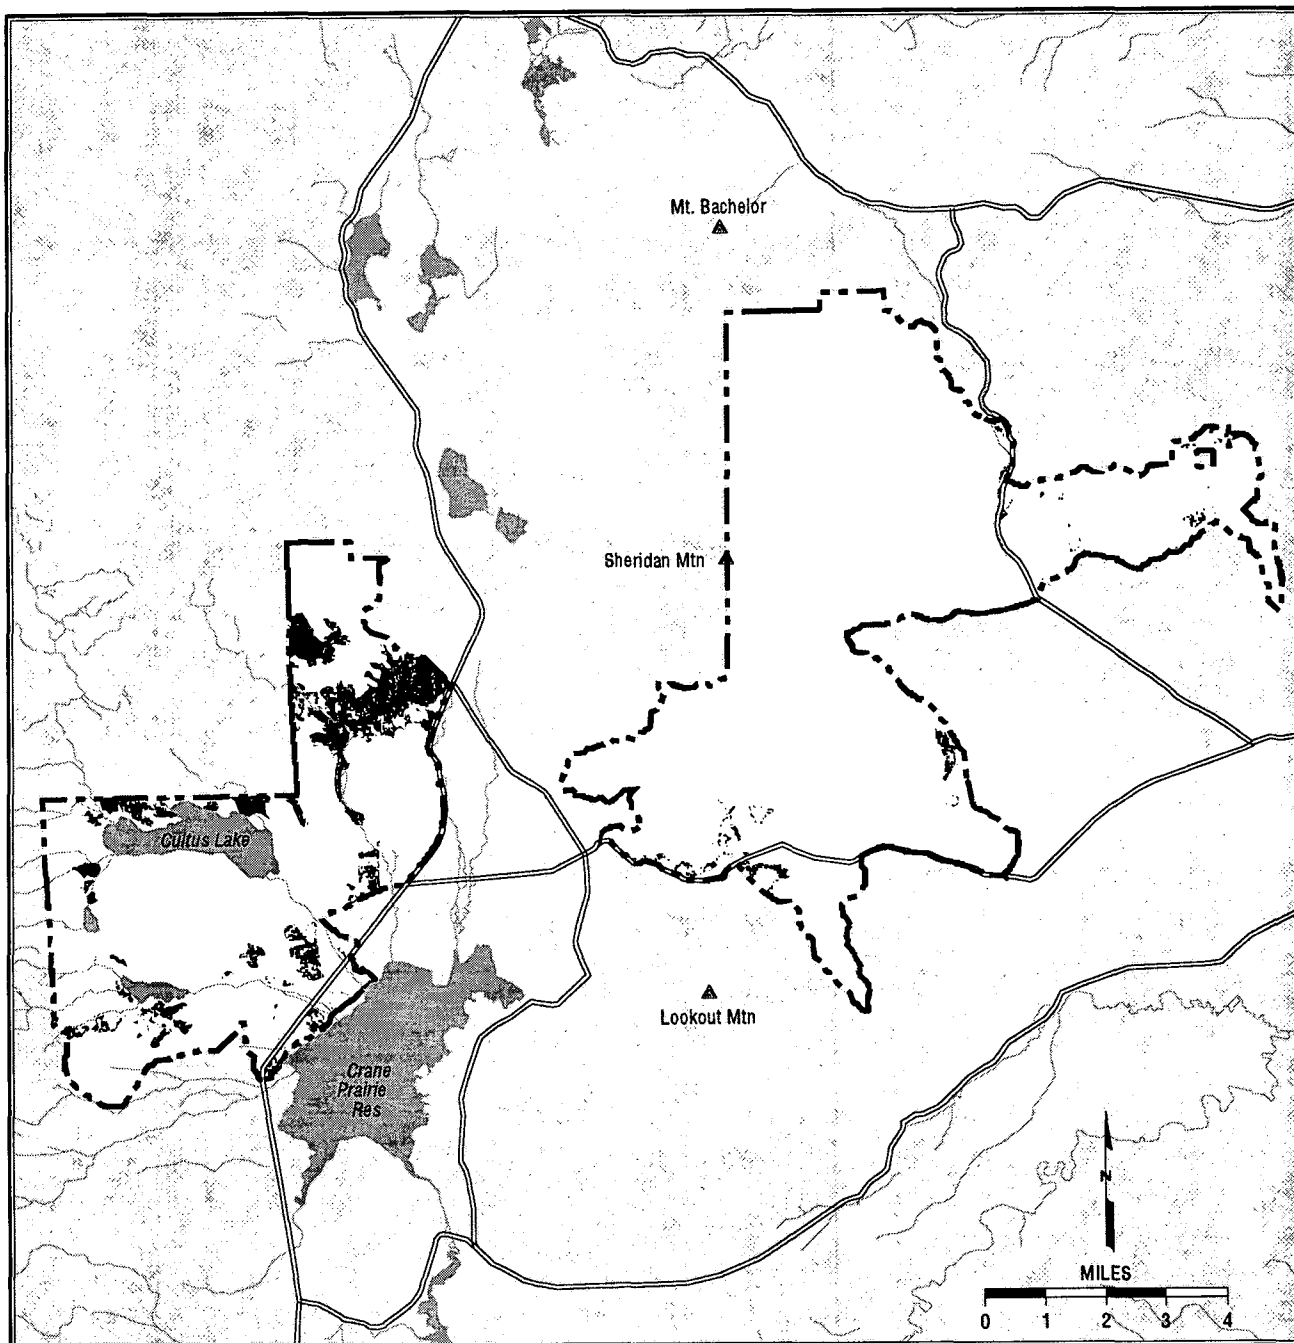 Mt. Bachelor
Sheridan Mtn
Cultus Lake
Lookout Mtn
Crane
Prairie
Res
N
MILES
0 1 2 3 4